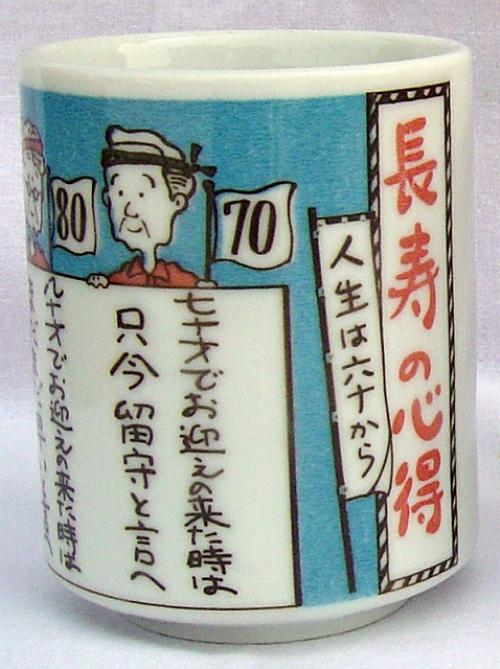 長寿の心得
人生は六十から
70
七十才でお迎えの来た時は
只今留守と言へ
80
八十才でお迎えの来た時は